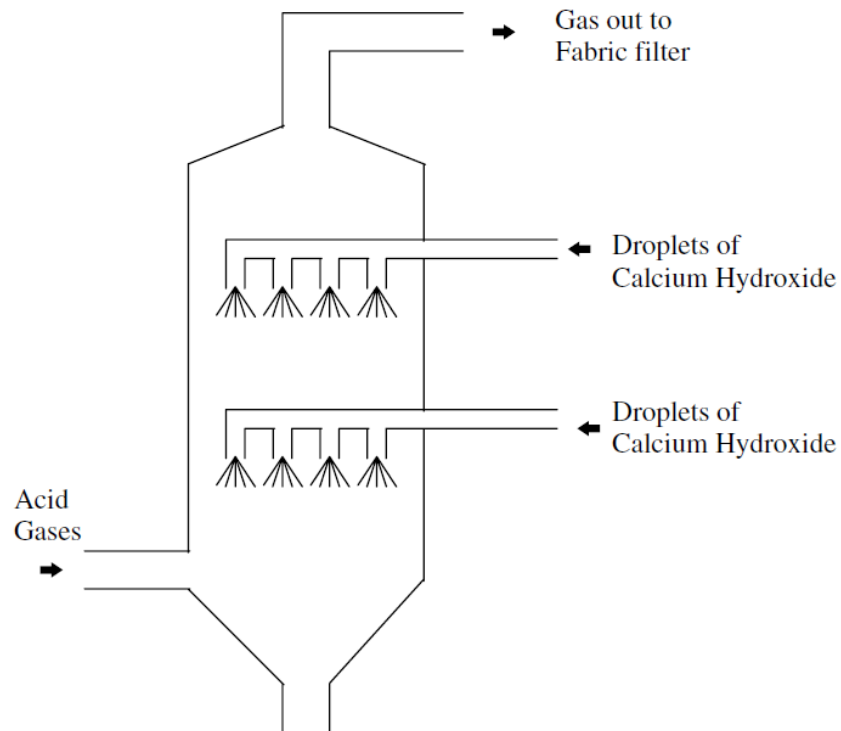 Gas out to
Fabric filter
Droplets of
Calcium Hydroxide
Droplets of
Calcium Hydroxide
Acid
Gases